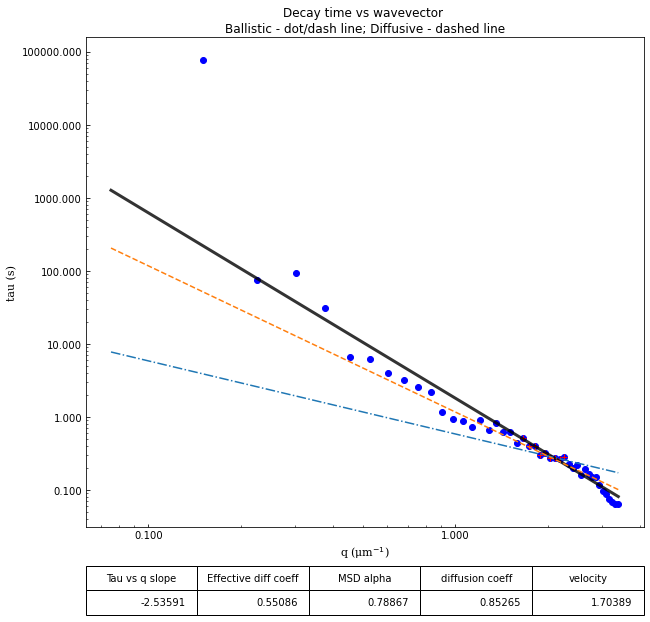 Decay time vs wavevector
Ballistic - dot/dash line; Diffusive - dashed line
100000.000
10000.000
1000.000
100.000
10.000
1.000
0.100
tau (s)
0.100 1.000
q (μm⁻¹)
Tau vs q slope Effective diff coeff MSD alpha diffusion coeff velocity
-2.53591 0.55086 0.78867 0.85265 1.70389